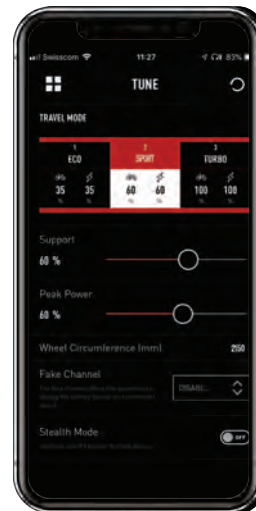 Swisscom 11:27 83%
TUNE
TRAVEL MODE
1 2 3
ECO SPORT TURBO
35 35 60 60 100 100
% % % % % %
Support
60 %
Peak Power
60 %
Wheel Circumference (mm) 2150
Fake Channel
DISABL...
Stealth Mode OFF